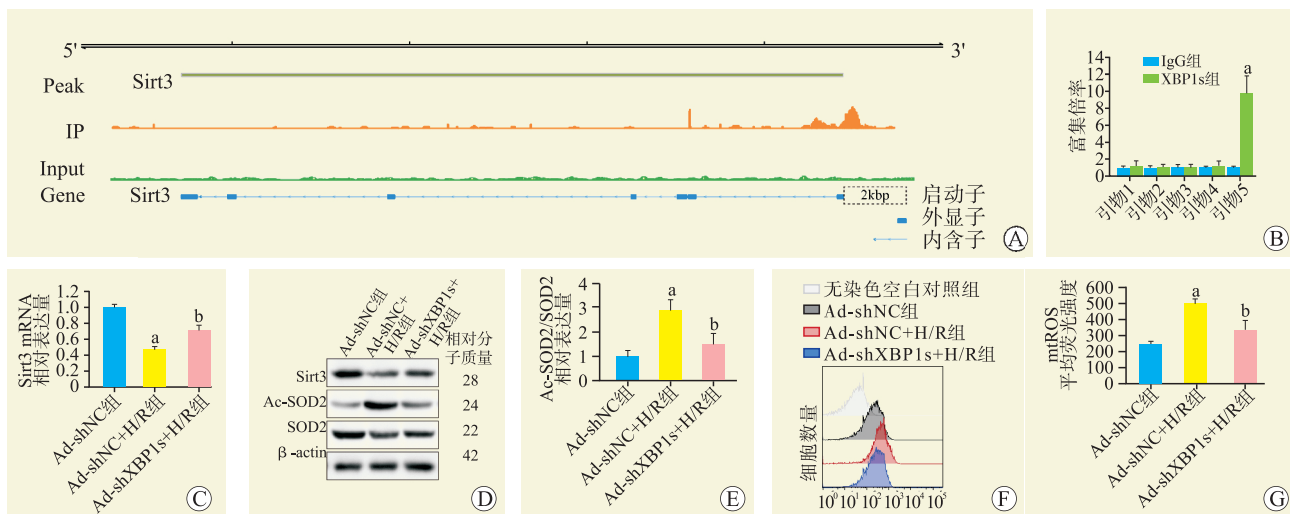 5'
3'
Peak
Sirt3
IP
Input
Gene
Sirt3
2kbp
启动子
外显子
内含子
A
富集倍率
14
12
10
8
6
4
2
0
IgG组
XBP1s组
a
引物1
引物2
引物3
引物4
引物5
B
Sirt3 mRNA
相对表达量
1.2
1.0
0.8
0.6
0.4
0.2
0
a
b
Ad-shNC组
Ad-shNC+H/R组
Ad-shXBP1s+H/R组
C
Ad-shNC组
Ad-shNC+
H/R组
Ad-shXBP1s+
H/R组
相对分
子质量
Sirt3
28
Ac-SOD2
24
SOD2
22
β-actin
42
D
Ac-SOD2/SOD2
相对表达量
4
3
2
1
0
a
b
Ad-shNC组
Ad-shNC+H/R组
Ad-shXBP1s+H/R组
E
无染色空白对照组
Ad-shNC组
Ad-shNC+H/R组
Ad-shXBP1s+H/R组
细胞数量
10⁰
10¹
10²
10³
10⁴
10⁵
F
mtROS
平均荧光强度
600
500
400
300
200
100
0
a
b
Ad-shNC组
Ad-shNC+H/R组
Ad-shXBP1s+H/R组
G